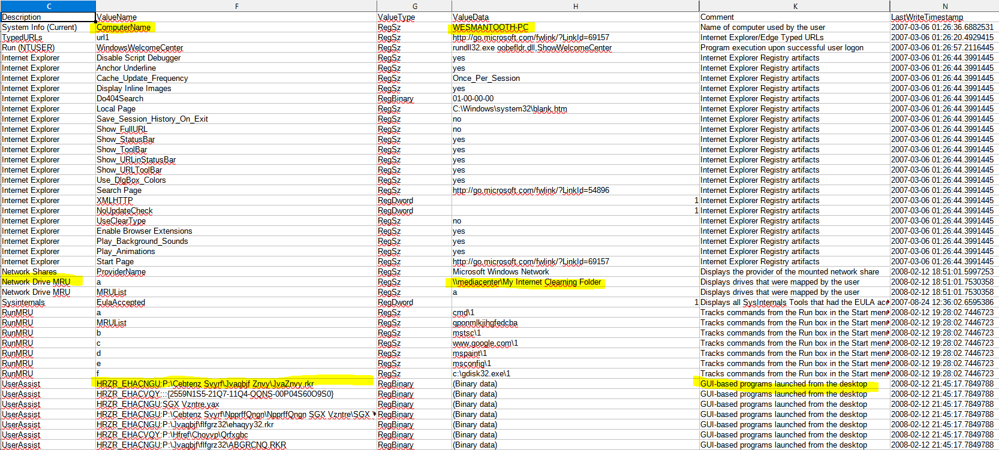 C F G H K N
Description ValueName ValueType ValueData Comment LastWriteTimestamp
System Info (Current) ComputerName RegSz WESMANTOOTH-PC Name of computer used by the user 2007-03-06 01:26:36.6882531
TypedURLs url1 RegSz http://go.microsoft.com/fwlink/?LinkId=69157 Internet Explorer/Edge Typed URLs 2007-03-06 01:26:20.4929415
Run (NTUSER) WindowsWelcomeCenter RegSz rundll32.exe oobefldr.dll,ShowWelcomeCenter Program execution upon successful user logon 2007-03-06 01:26:57.2116445
Internet Explorer Disable Script Debugger RegSz yes Internet Explorer Registry artifacts 2007-03-06 01:26:44.3991445
Internet Explorer Anchor Underline RegSz yes Internet Explorer Registry artifacts 2007-03-06 01:26:44.3991445
Internet Explorer Cache_Update_Frequency RegSz Once_Per_Session Internet Explorer Registry artifacts 2007-03-06 01:26:44.3991445
Internet Explorer Display Inline Images RegSz yes Internet Explorer Registry artifacts 2007-03-06 01:26:44.3991445
Internet Explorer Do404Search RegBinary 01-00-00-00 Internet Explorer Registry artifacts 2007-03-06 01:26:44.3991445
Internet Explorer Local Page RegSz C:\Windows\system32\blank.htm Internet Explorer Registry artifacts 2007-03-06 01:26:44.3991445
Internet Explorer Save_Session_History_On_Exit RegSz no Internet Explorer Registry artifacts 2007-03-06 01:26:44.3991445
Internet Explorer Show_FullURL RegSz no Internet Explorer Registry artifacts 2007-03-06 01:26:44.3991445
Internet Explorer Show_StatusBar RegSz yes Internet Explorer Registry artifacts 2007-03-06 01:26:44.3991445
Internet Explorer Show_ToolBar RegSz yes Internet Explorer Registry artifacts 2007-03-06 01:26:44.3991445
Internet Explorer Show_URLinStatusBar RegSz yes Internet Explorer Registry artifacts 2007-03-06 01:26:44.3991445
Internet Explorer Show_URLToolBar RegSz yes Internet Explorer Registry artifacts 2007-03-06 01:26:44.3991445
Internet Explorer Use_DlgBox_Colors RegSz yes Internet Explorer Registry artifacts 2007-03-06 01:26:44.3991445
Internet Explorer Search Page RegSz http://go.microsoft.com/fwlink/?LinkId=54896 Internet Explorer Registry artifacts 2007-03-06 01:26:44.3991445
Internet Explorer XMLHTTP RegDword 1 Internet Explorer Registry artifacts 2007-03-06 01:26:44.3991445
Internet Explorer NoUpdateCheck RegDword 1 Internet Explorer Registry artifacts 2007-03-06 01:26:44.3991445
Internet Explorer UseClearType RegSz no Internet Explorer Registry artifacts 2007-03-06 01:26:44.3991445
Internet Explorer Enable Browser Extensions RegSz yes Internet Explorer Registry artifacts 2007-03-06 01:26:44.3991445
Internet Explorer Play_Background_Sounds RegSz yes Internet Explorer Registry artifacts 2007-03-06 01:26:44.3991445
Internet Explorer Play_Animations RegSz yes Internet Explorer Registry artifacts 2007-03-06 01:26:44.3991445
Internet Explorer Start Page RegSz http://go.microsoft.com/fwlink/?LinkId=69157 Internet Explorer Registry artifacts 2007-03-06 01:26:44.3991445
Network Shares ProviderName RegSz Microsoft Windows Network Displays the provider of the mounted network share 2008-02-12 18:51:01.5997253
Network Drive MRU a RegSz \\mediacenter\My Internet Clearning Folder Displays drives that were mapped by the user 2008-02-12 18:51:01.7530358
Network Drive MRU MRUList RegSz a Displays drives that were mapped by the user 2008-02-12 18:51:01.7530358
Sysinternals EulaAccepted RegDword 1 Displays all SysInternals Tools that had the EULA acc 2007-08-24 12:36:02.6595386
RunMRU a RegSz cmd\1 Tracks commands from the Run box in the Start menu 2008-02-12 19:28:02.7446723
RunMRU MRUList RegSz gponmlkjihgfedcba Tracks commands from the Run box in the Start menu 2008-02-12 19:28:02.7446723
RunMRU b RegSz mstsc\1 Tracks commands from the Run box in the Start menu 2008-02-12 19:28:02.7446723
RunMRU c RegSz www.google.com\1 Tracks commands from the Run box in the Start menu 2008-02-12 19:28:02.7446723
RunMRU d RegSz mspaint\1 Tracks commands from the Run box in the Start menu 2008-02-12 19:28:02.7446723
RunMRU e RegSz msconfig\1 Tracks commands from the Run box in the Start menu 2008-02-12 19:28:02.7446723
RunMRU f RegSz c:\gdisk32.exe\1 Tracks commands from the Run box in the Start menu 2008-02-12 19:28:02.7446723
UserAssist HRZR_EHACNGU:P:\Cebtenz Svyrf\Jvaqbjf Znvy\JvaZnvy.rkr RegBinary (Binary data) GUI-based programs launched from the desktop 2008-02-12 21:45:17.7849788
UserAssist HRZR_EHACVQY:::{2559N1S5-21Q7-11Q4-OQNS-00P04S60O9S0} RegBinary (Binary data) GUI-based programs launched from the desktop 2008-02-12 21:45:17.7849788
UserAssist HRZR_EHACNGU:SGX Vzntre.yax RegBinary (Binary data) GUI-based programs launched from the desktop 2008-02-12 21:45:17.7849788
UserAssist HRZR_EHACNGU:P:\Cebtenz Svyrf\NpprffQngn\NpprffQngn SGX Vzntre\SGX V RegBinary (Binary data) GUI-based programs launched from the desktop 2008-02-12 21:45:17.7849788
UserAssist HRZR_EHACNGU:P:\Jvaqbjf\flfgrz32\ehaqyy32.rkr RegBinary (Binary data) GUI-based programs launched from the desktop 2008-02-12 21:45:17.7849788
UserAssist HRZR_EHACVQY:P:\Hfref\Choyvp\Qrfxgbc RegBinary (Binary data) GUI-based programs launched from the desktop 2008-02-12 21:45:17.7849788
UserAssist HRZR_EHACNGU:P:\Jvaqbjf\flfgrz32\ABGRCNQ.RKR RegBinary (Binary data) GUI-based programs launched from the desktop 2008-02-12 21:45:17.7849788